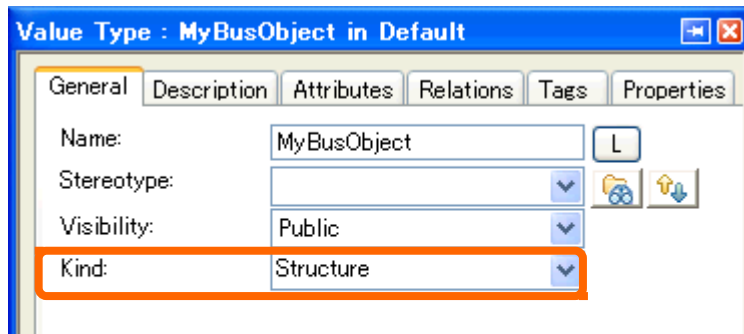 Value Type : MyBusObject in Default
General Description Attributes Relations Tags Properties
Name: MyBusObject L
Stereotype:
Visibility: Public
Kind: Structure